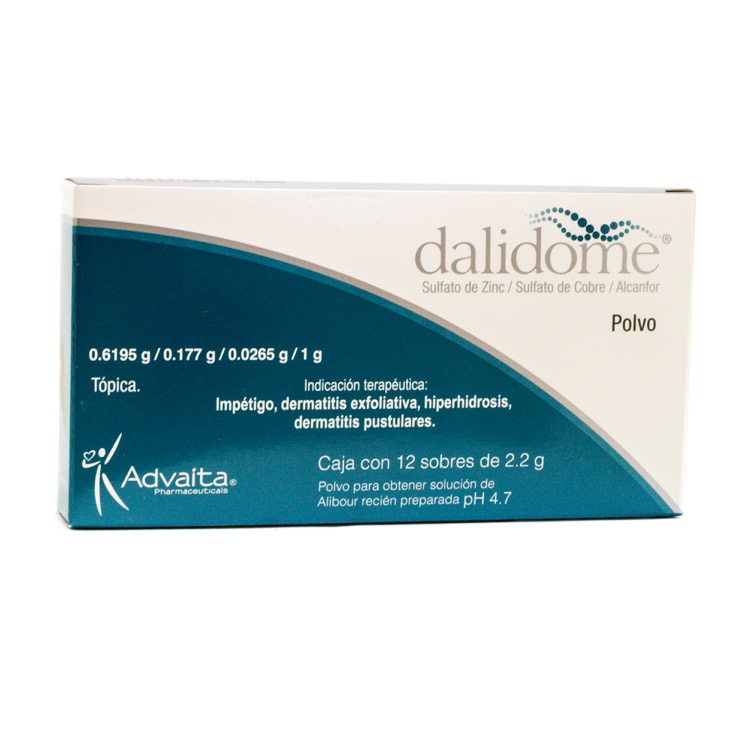 dalidome®
Sulfato de Zinc / Sulfato de Cobre / Alcanfor
Polvo
0.6195 g / 0.177 g / 0.0265 g / 1 g
Tópica.
Indicación terapéutica:
Impétigo, dermatitis exfoliativa, hiperhidrosis,
dermatitis pustulares.
Caja con 12 sobres de 2.2 g
Polvo para obtener solución de
Alibour recién preparada pH 4.7
Advaita®
Pharmaceuticals